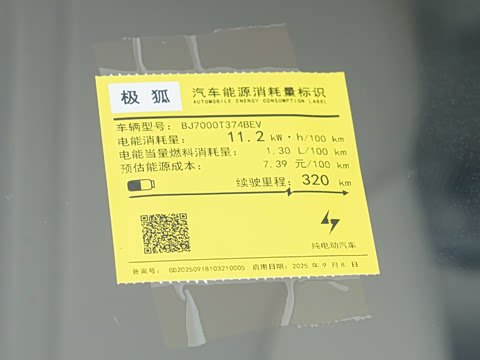 极狐
汽车能源消耗量标识
AUTOMOBILE ENERGY CONSUMPTION LABEL
车辆型号: BJ7000T374BEV
电能消耗量: 11.2 kW·h/100 km
电能当量燃料消耗量: 1.30 L/100 km
预估能源成本: 7.39 元/100 km
续驶里程: 320 km
纯电动汽车
备案号: GD20250918103210005 启用日期: 2025 年 9 月 8 日